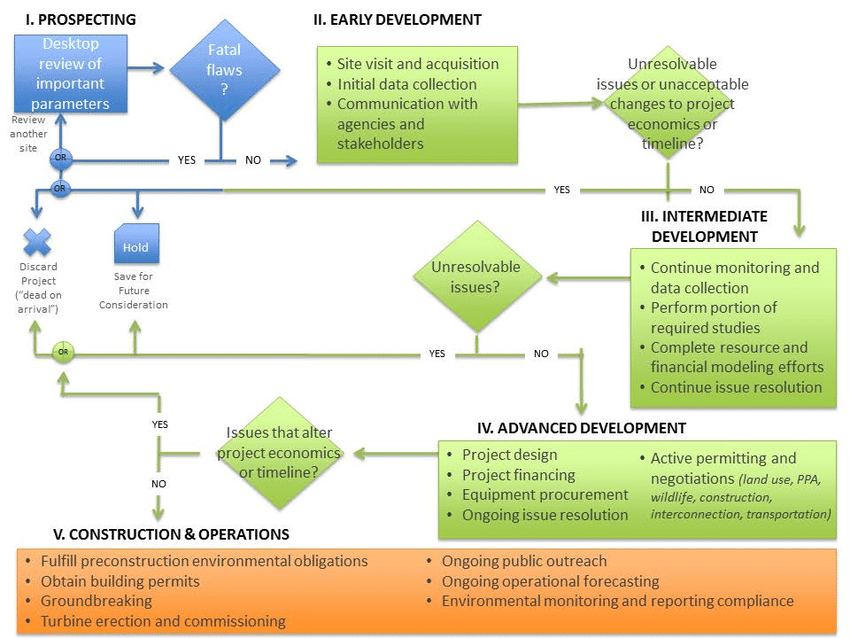 I. PROSPECTING
Desktop
review of
important
parameters
Fatal
flaws
?
Review
another
site
OR
YES
NO
OR
Discard
Project
("dead on
arrival")
Hold
Save for
Future
Consideration
II. EARLY DEVELOPMENT
• Site visit and acquisition
• Initial data collection
• Communication with
agencies and
stakeholders
Unresolvable
issues or unacceptable
changes to project
economics or
timeline?
YES
NO
III. INTERMEDIATE
DEVELOPMENT
• Continue monitoring and
data collection
• Perform portion of
required studies
• Complete resource and
financial modeling efforts
• Continue issue resolution
Unresolvable
issues?
OR
YES
NO
IV. ADVANCED DEVELOPMENT
• Project design
• Project financing
• Equipment procurement
• Ongoing issue resolution
• Active permitting and
negotiations (land use, PPA,
wildlife, construction,
interconnection, transportation)
Issues that alter
project economics
or timeline?
YES
NO
V. CONSTRUCTION & OPERATIONS
• Fulfill preconstruction environmental obligations
• Obtain building permits
• Groundbreaking
• Turbine erection and commissioning
• Ongoing public outreach
• Ongoing operational forecasting
• Environmental monitoring and reporting compliance